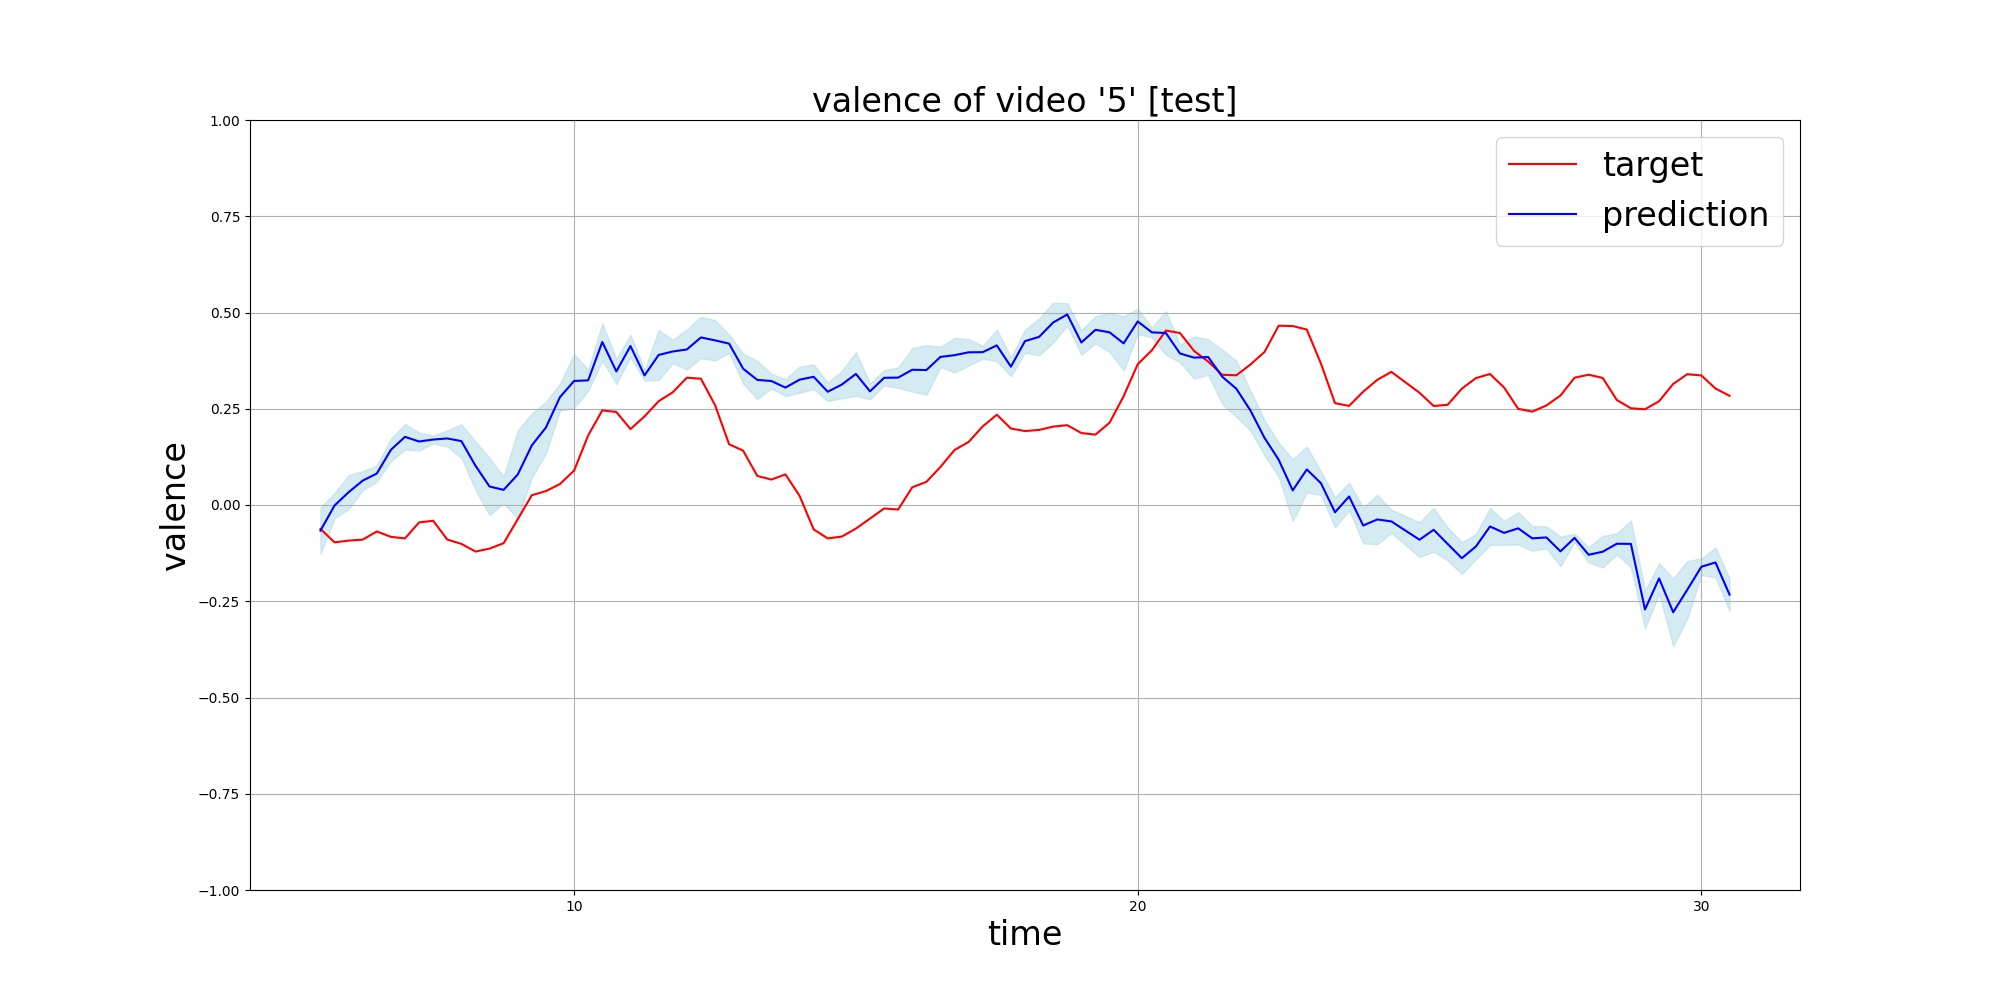 valence of video '5' [test]
target
prediction
1.00
0.75
0.50
0.25
0.00
−0.25
−0.50
−0.75
−1.00
valence
10 20 30
time